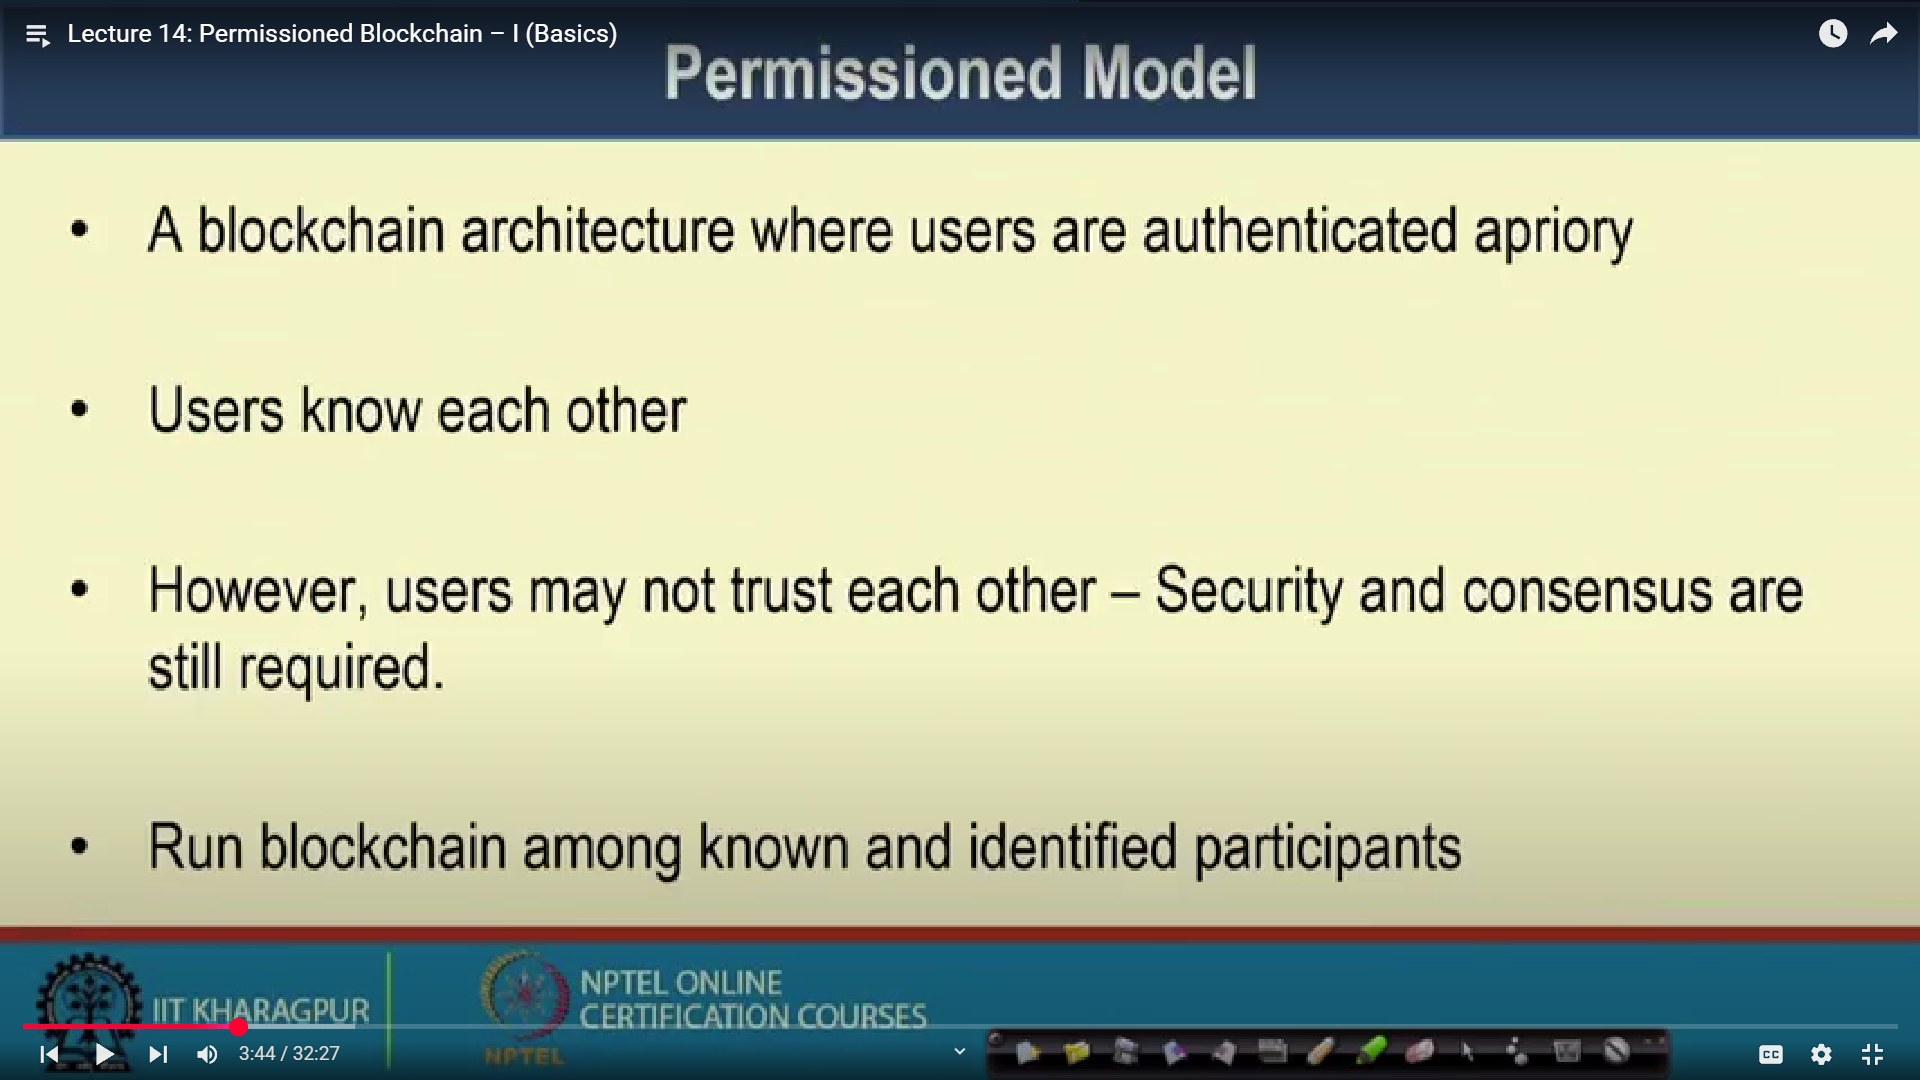 Lecture 14: Permissioned Blockchain – I (Basics)
Permissioned Model
• A blockchain architecture where users are authenticated apriory
• Users know each other
• However, users may not trust each other – Security and consensus are
still required.
• Run blockchain among known and identified participants
IIT KHARAGPUR
NPTEL ONLINE
CERTIFICATION COURSES
NPTEL
3:44 / 32:27
CC